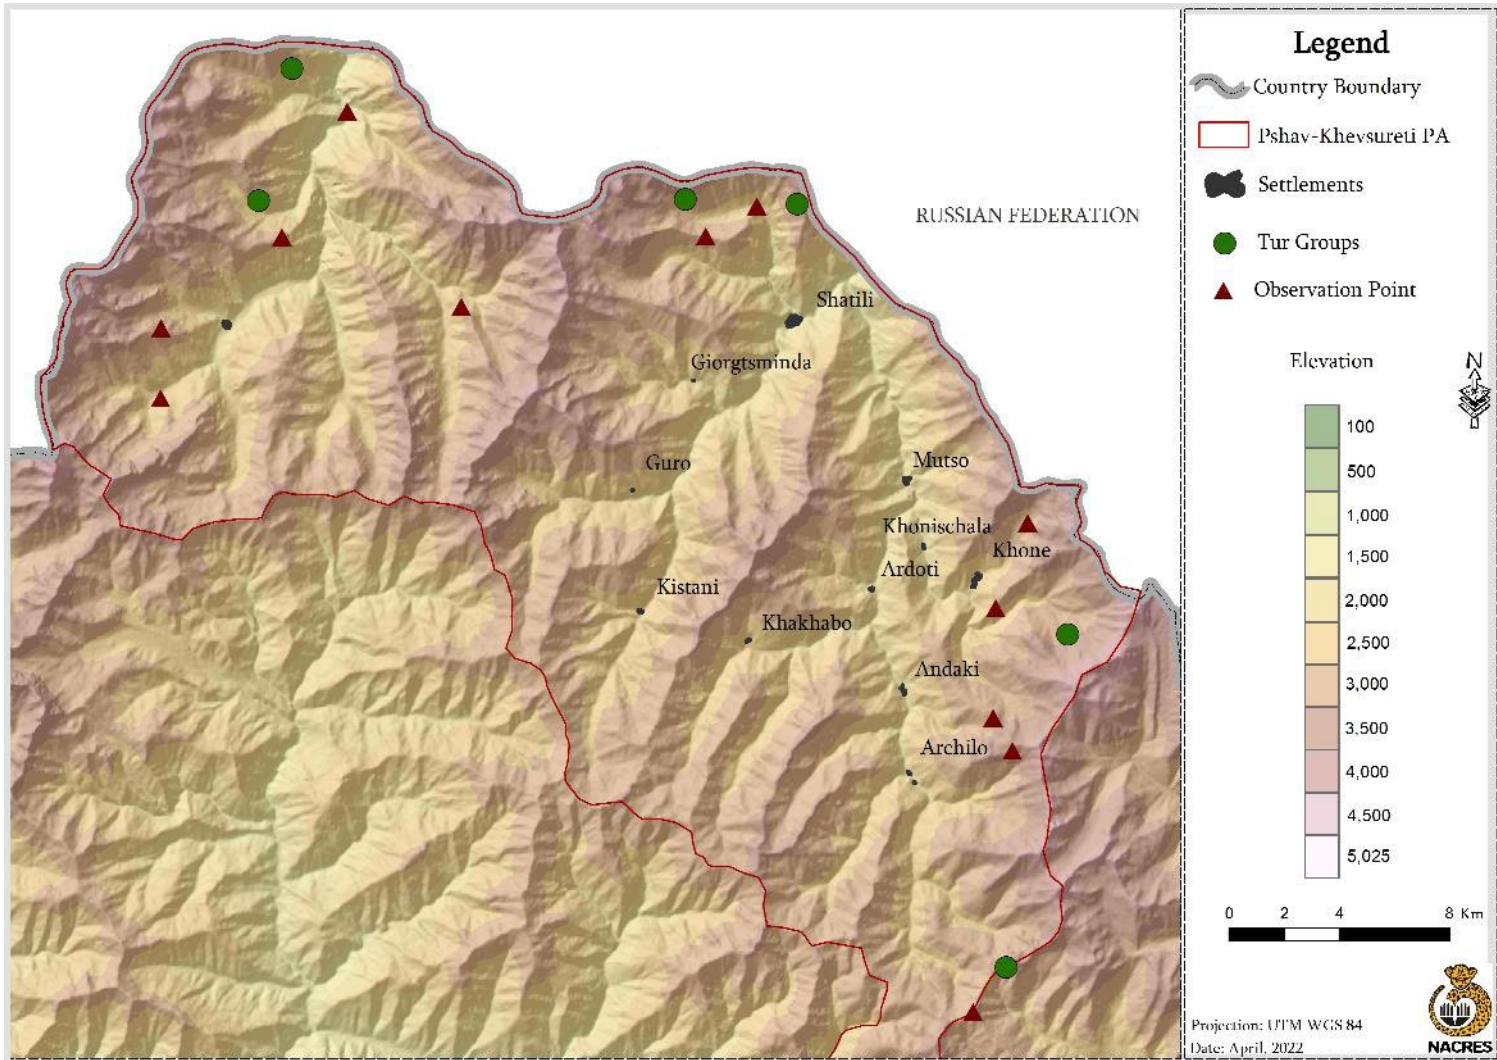 Legend
Country Boundary
Pshav-Khevsureti PA
Settlements
Tur Groups
Observation Point
RUSSIAN FEDERATION
Shatili
Giorgtsminda
Guro
Mutso
Khonischala
Khone
Ardoti
Kistani
Khakhabo
Andaki
Archilo
Elevation
N
100
500
1,000
1,500
2,000
2,500
3,000
3,500
4,000
4,500
5,025
0 2 4 8 Km
Projection: UTM WGS 84
Date: April, 2022
NACRES